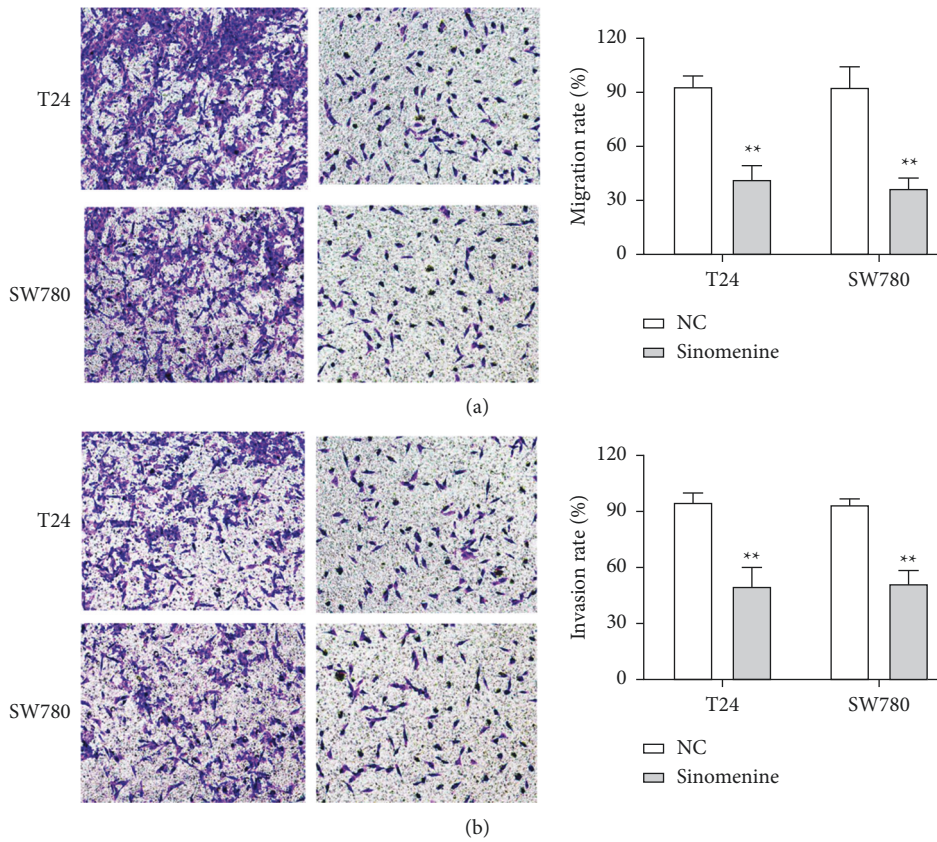 T24
SW780
120
90
60
30
0
Migration rate (%)
**
**
T24
SW780
NC
Sinomenine
(a)
T24
SW780
120
90
60
30
0
Invasion rate (%)
**
**
T24
SW780
NC
Sinomenine
(b)